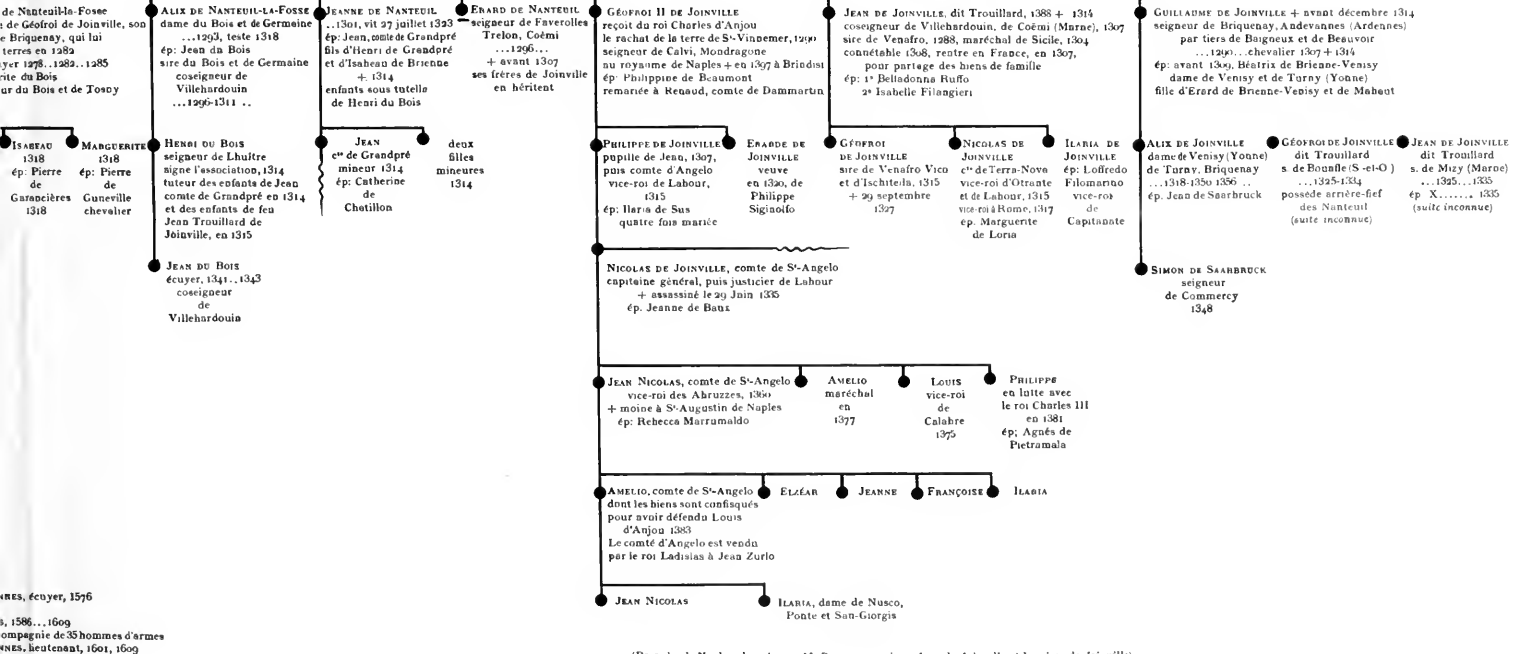 de Nanteuil-la-Fosse
de Géofroi de Joinville, son
e Briquenay, qui lui
terres en 1282
yer 1278..1282..1285
rite du Bois
ur du Bois et de Tosny
ALIX DE NANTEUIL-LA-FOSSE
dame du Bois et de Germaine
...1293, teste 1318
ép: Jean du Bois
sire du Bois et de Germaine
coseigneur de
Villehardouin
...1296-1311 ..
JEANNE DE NANTEUIL
..1301, vit 27 juillet 1323
ép: Jean, comte de Grandpré
fils d'Henri de Grandpré
et d'Isabeau de Brienne
+ 1314
enfants sous tutelle
de Henri du Bois
ERARD DE NANTEUIL
seigneur de Faverolles
Trelon, Coëmi
...1296...
+ avant 1307
ses frères de Joinville
en héritent
GÉOFROI II DE JOINVILLE
reçoit du roi Charles d'Anjou
le rachat de la terre de St-Vinnemer, 1290
seigneur de Calvi, Mondragone
au royaume de Naples + en 1397 à Brindisi
ép: Philippine de Beaumont
remariée à Renaud, comte de Dammartin
JEAN DE JOINVILLE, dit Trouillard, 1288 + 1314
coseigneur de Villehardouin, de Coëmi (Marne), 1307
sire de Venafro, 1288, maréchal de Sicile, 1304
connétable 1308, rentre en France, en 1307,
pour partage des biens de famille
ép: 1º Belladonna Ruffo
2º Isabelle Filangieri
GUILLAUME DE JOINVILLE + avant décembre 1314
seigneur de Briquenay, Andevannes (Ardennes)
par tiers de Baigneux et de Beauvoir
...1290...chevalier 1307 + 1314
ép: avant 1309, Béatrix de Brienne-Venisy
dame de Venisy et de Turny (Yonne)
fille d'Erard de Brienne-Venisy et de Mahaut
ISABEAU
1318
ép: Pierre
de
Garancières
1318
MARGUERITE
1318
ép: Pierre
de
Guneville
chevalier
HENRI DU BOIS
seigneur de Lhuître
signe l'association, 1314
tuteur des enfants de Jean
comte de Grandpré en 1314
et des enfants de feu
Jean Trouillard de
Joinville, en 1315
JEAN
cte de Grandpré
mineur 1314
ép: Catherine
de
Chatillon
deux
filles
mineures
1314
PHILIPPE DE JOINVILLE
pupille de Jean, 1307,
puis comte d'Angelo
vice-roi de Labour,
1315
ép: Ilaria de Sus
quatre fois mariée
ERARDE DE
JOINVILLE
veuve
en 1320, de
Philippe
Siginolfo
GÉOFROI
DE JOINVILLE
sire de Venafro Vico
et d'Ischitella, 1315
+ 29 septembre
1327
NICOLAS DE
JOINVILLE
cte de Terra-Nova
vice-roi d'Otrante
et de Labour, 1315
vice-roi à Rome, 1317
ep. Marguerite
de Loria
ILARIA DE
JOINVILLE
ép: Loffredo
Filomarino
vice-roi
de
Capitanate
ALIX DE JOINVILLE
dame de Venisy (Yonne)
de Turny, Briquenay
...1318-1350 1356 ..
ép. Jean de Saarbruck
GÉOFROI DE JOINVILLE
dit Trouillard
s. de Bouafle (S-et-O)
...1325-1334
possède arrière-fief
des Nanteuil
(suite inconnue)
JEAN DE JOINVILLE
dit Trouillard
s. de Mizy (Marne)
...1325...1335
ép X....... 1335
(suite inconnue)
JEAN DU BOIS
écuyer, 1341..1343
coseigneur
de
Villehardouin
NICOLAS DE JOINVILLE, comte de St-Angelo
capitaine général, puis justicier de Labour
+ assassiné le 29 Juin 1335
ép. Jeanne de Baux
SIMON DE SAARBRUCK
seigneur
de Commercy
1348
JEAN NICOLAS, comte de St-Angelo
vice-roi des Abruzzes, 1360
+ moine à St-Augustin de Naples
ép: Rebecca Marrumaldo
AMELIO
maréchal
en
1377
LOUIS
vice-roi
de
Calabre
1375
PHILIPPE
en lutte avec
le roi Charles III
en 1381
ép; Agnés de
Pietramala
AMELIO, comte de St-Angelo
dont les biens sont confisqués
pour avoir défendu Louis
d'Anjou 1383
Le comté d'Angelo est vendu
par le roi Ladislas à Jean Zurlo
ELZÉAR
JEANNE
FRANÇOISE
ILARIA
JEAN NICOLAS
ILARIA, dame de Nusco,
Ponte et San-Giorgis
NRES, écuyer, 1576
s, 1586...1609
ompagnie de 35 hommes d'armes
NNES, lieutenant, 1601, 1609